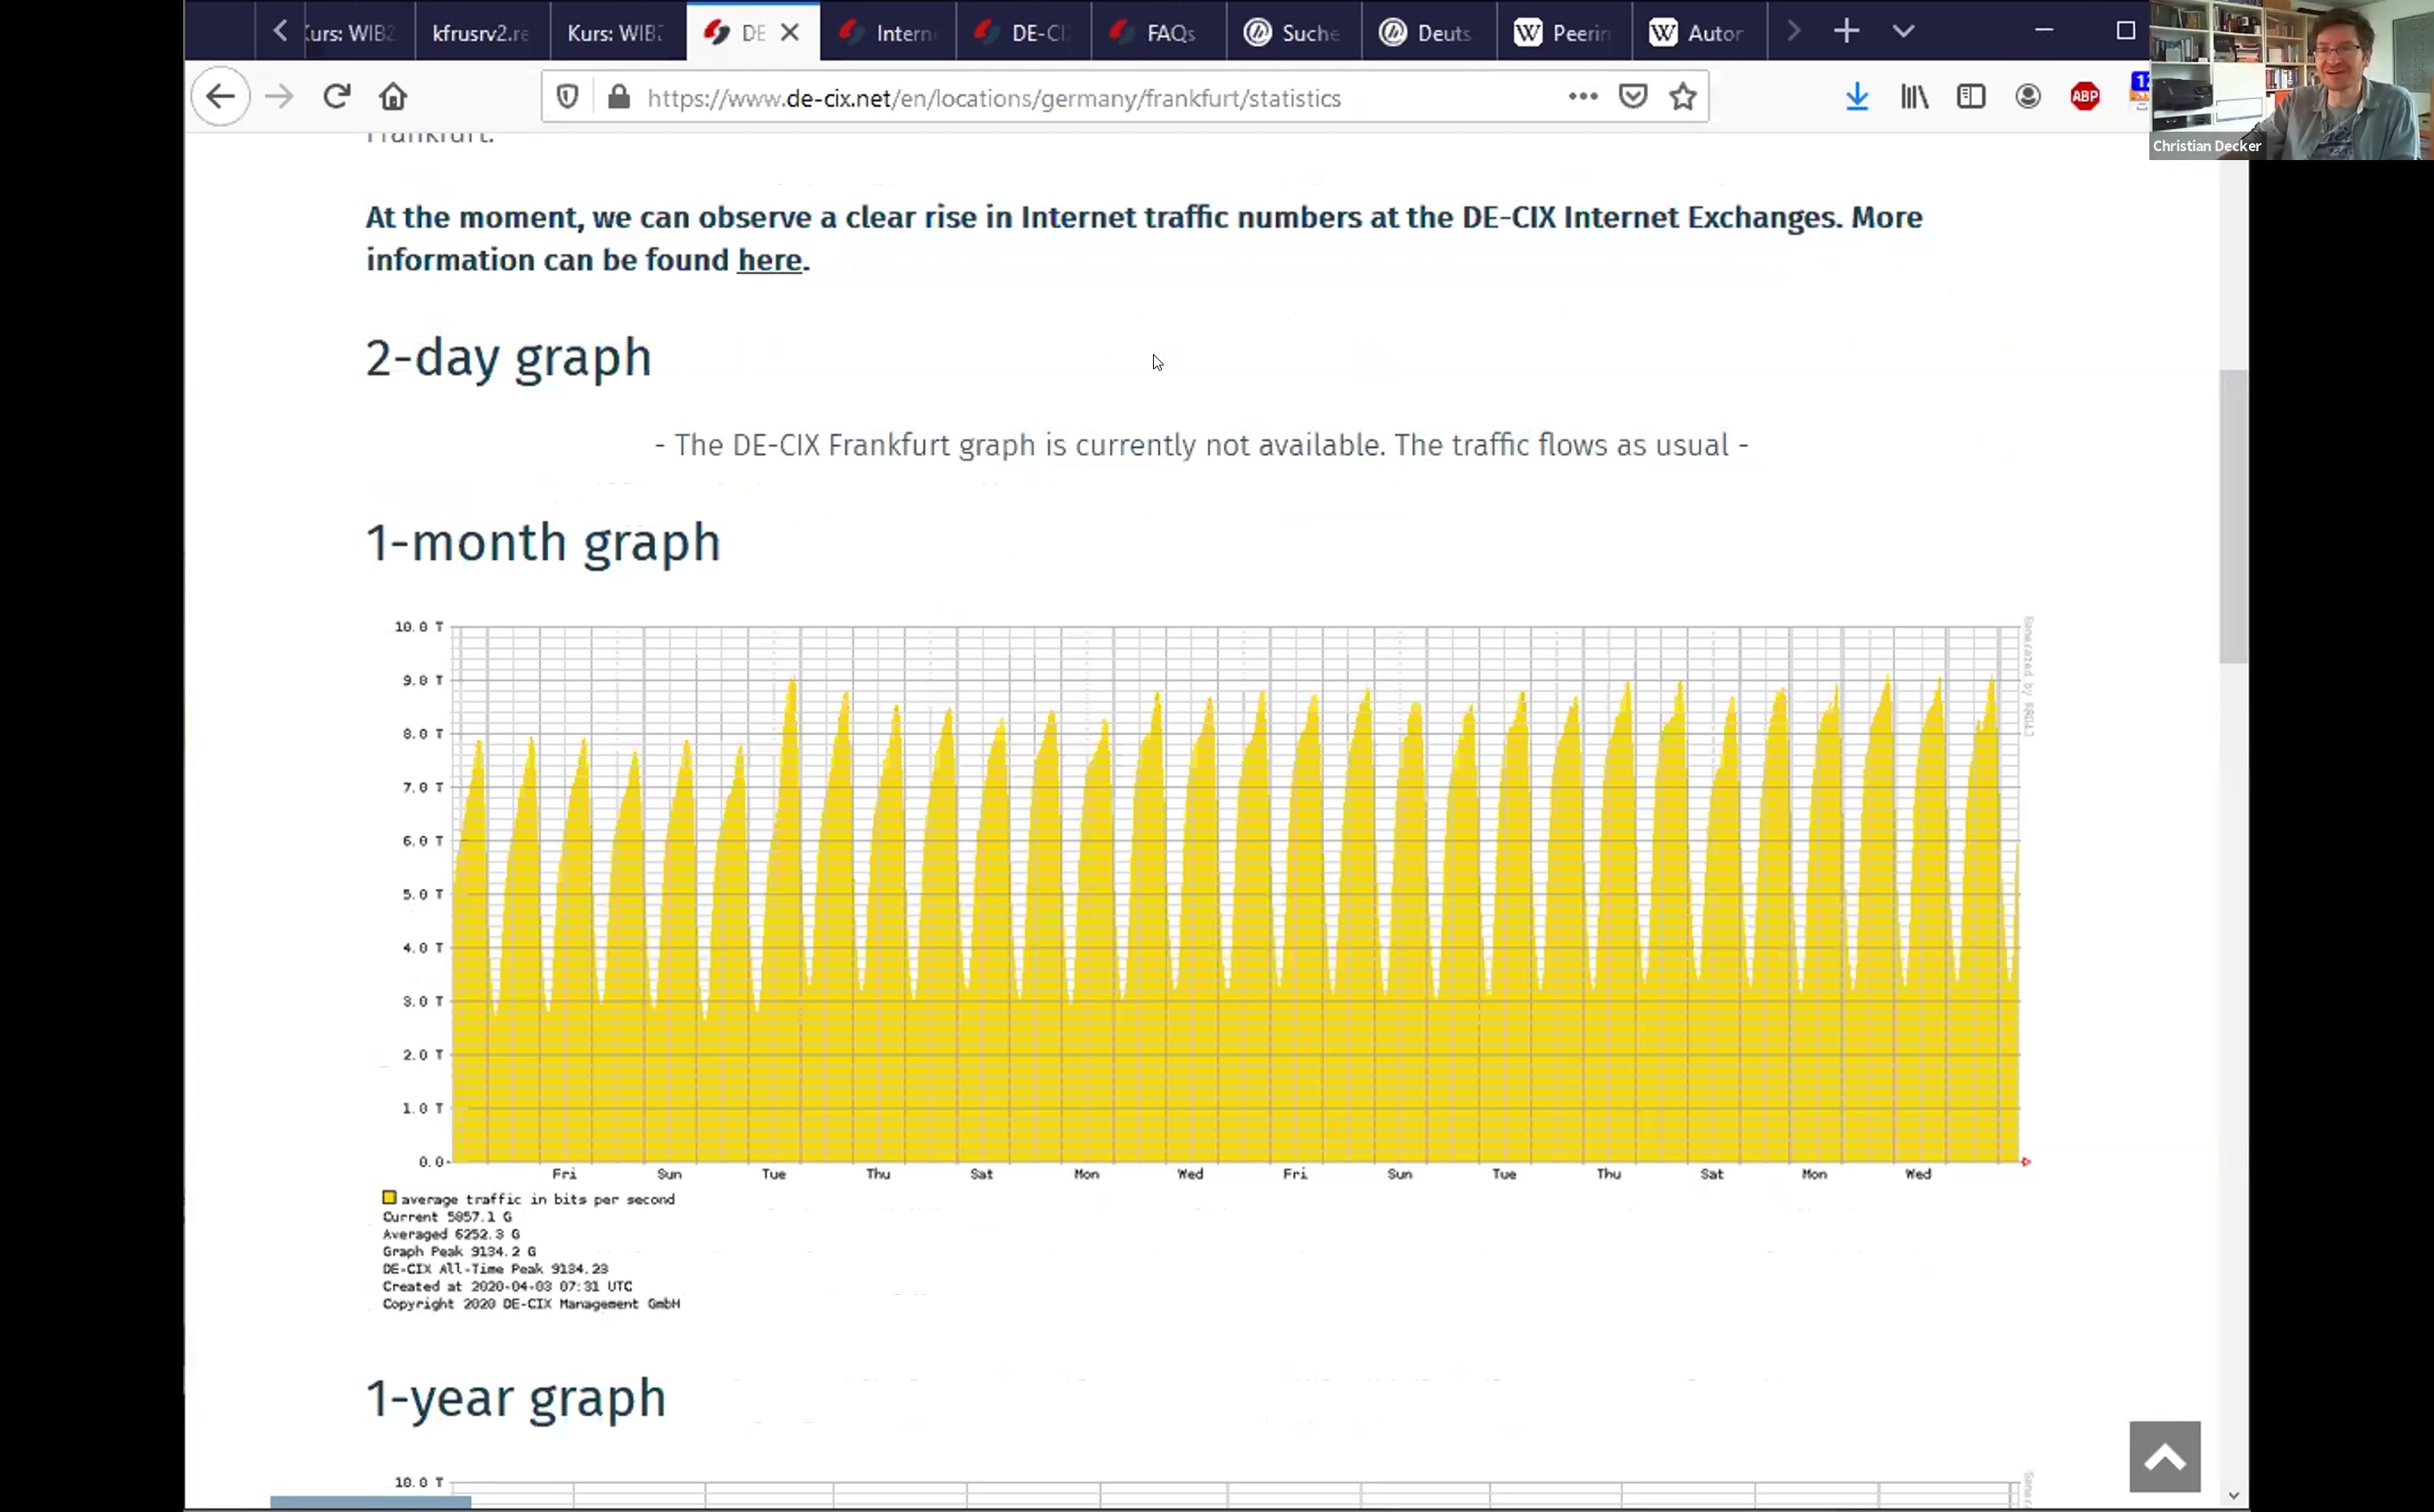 Kurs: WIB2
kfrusrv2.re
Kurs: WIB2
DE
Intern
DE-CI
FAQs
Suche
Deuts
Peerin
Autor
https://www.de-cix.net/en/locations/germany/frankfurt/statistics
ABP
12
Christian Decker
Frankfurt.
At the moment, we can observe a clear rise in Internet traffic numbers at the DE-CIX Internet Exchanges. More
information can be found here.
2-day graph
- The DE-CIX Frankfurt graph is currently not available. The traffic flows as usual -
1-month graph
10.0 T
9.0 T
8.0 T
7.0 T
6.0 T
5.0 T
4.0 T
3.0 T
2.0 T
1.0 T
0.0
Fri Sun Tue Thu Sat Mon Wed Fri Sun Tue Thu Sat Mon Wed
average traffic in bits per second
Current 5857.1 G
Averaged 6252.3 G
Graph Peak 9134.2 G
DE-CIX All-Time Peak 9134.23
Created at 2020-04-03 07:31 UTC
Copyright 2020 DE-CIX Management GmbH
1-year graph
10.0 T